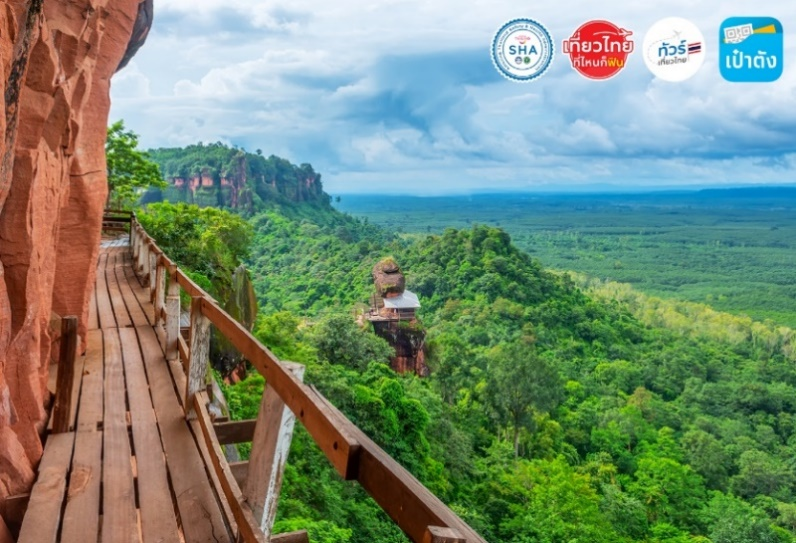 SHA
เที่ยวไทย
ที่ไหนก็ฟิน
ทัวร์
เที่ยวไทย
เป๋าตัง